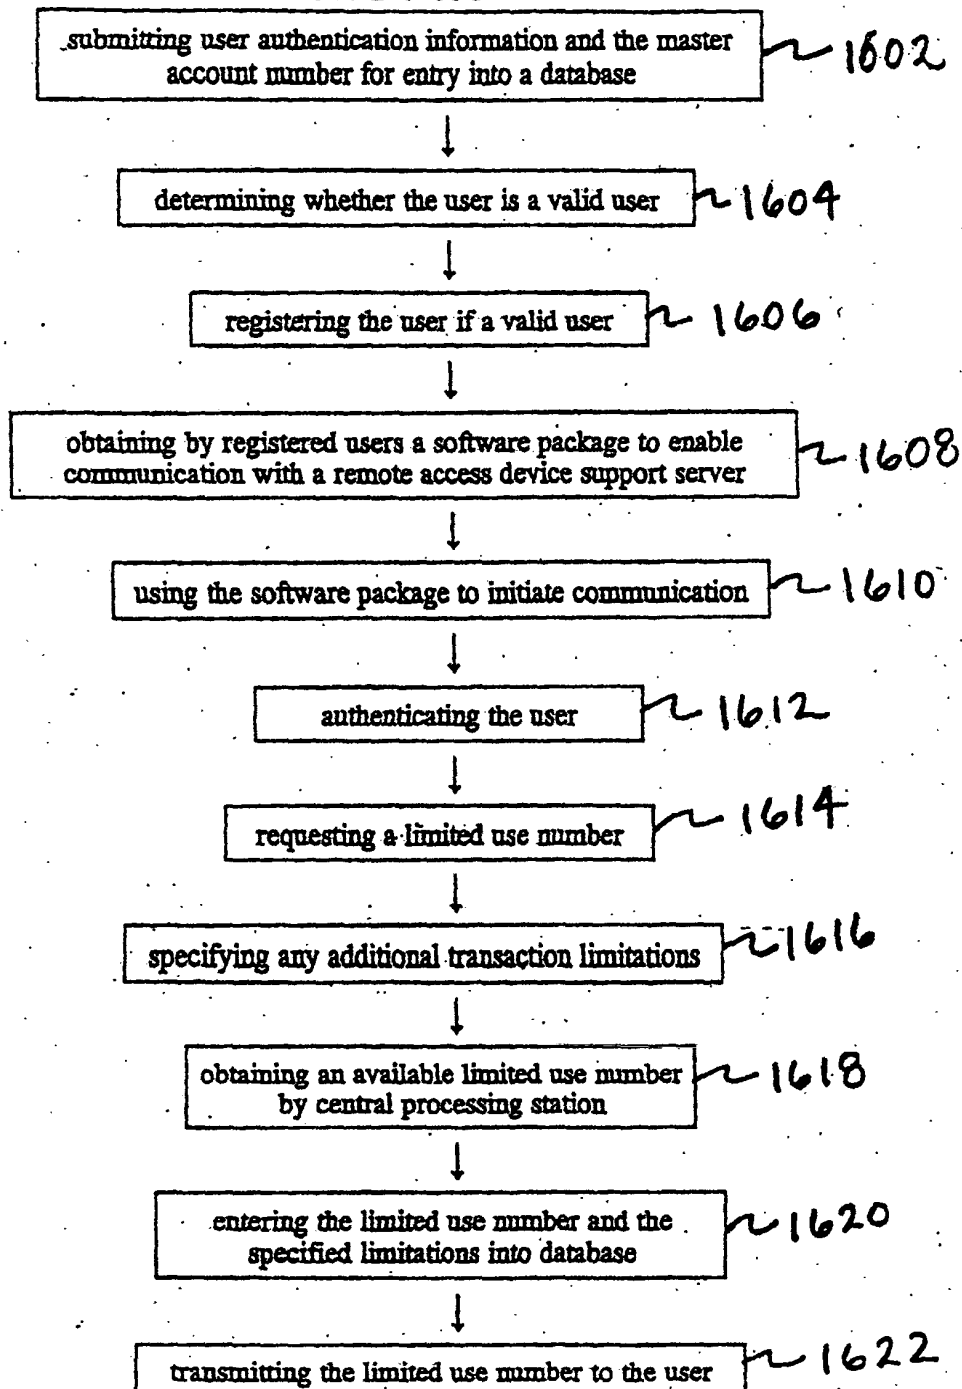 submitting user authentication information and the master
account number for entry into a database
1602
determining whether the user is a valid user
1604
registering the user if a valid user
1606
obtaining by registered users a software package to enable
communication with a remote access device support server
1608
using the software package to initiate communication
1610
authenticating the user
1612
requesting a limited use number
1614
specifying any additional transaction limitations
1616
obtaining an available limited use number
by central processing station
1618
entering the limited use number and the
specified limitations into database
1620
transmitting the limited use number to the user
1622